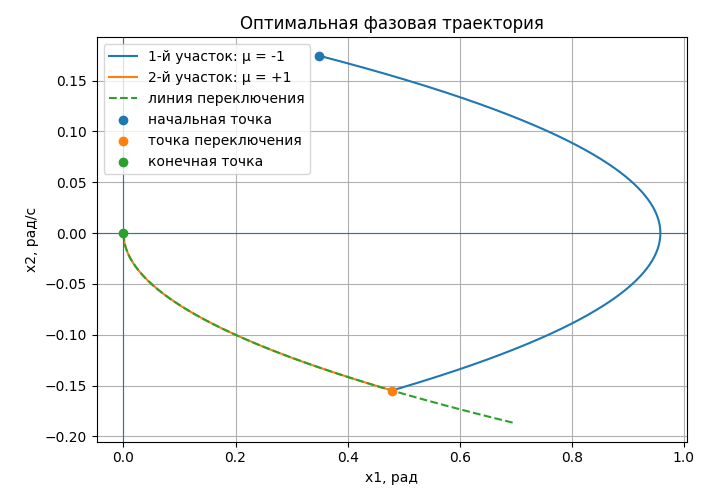 Оптимальная фазовая траектория
1-й участок: μ = -1
2-й участок: μ = +1
линия переключения
начальная точка
точка переключения
конечная точка
0.15
0.10
0.05
0.00
−0.05
−0.10
−0.15
−0.20
x2, рад/с
0.0 0.2 0.4 0.6 0.8 1.0
x1, рад